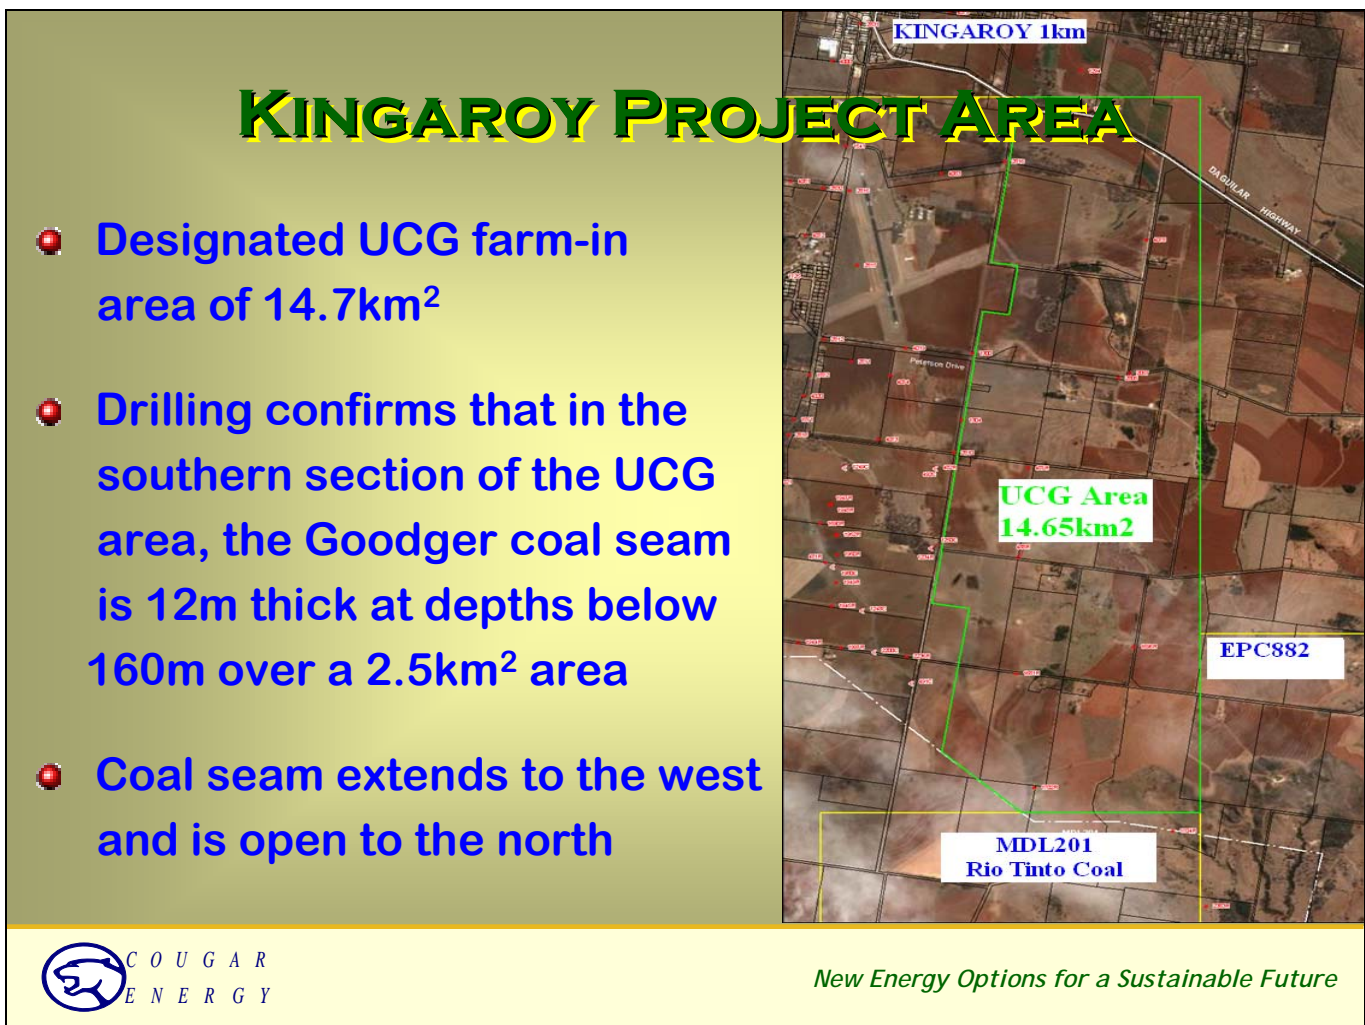 KINGAROY 1km
KINGAROY PROJECT AREA
DAGUILAR HIGHWAY
Designated UCG farm-in
area of 14.7km²
Peterson Drive
Drilling confirms that in the
southern section of the UCG
area, the Goodger coal seam
is 12m thick at depths below
160m over a 2.5km² area
UCG Area
14.65km2
EPC882
Coal seam extends to the west
and is open to the north
MDL201
Rio Tinto Coal
COUGAR
ENERGY
New Energy Options for a Sustainable Future